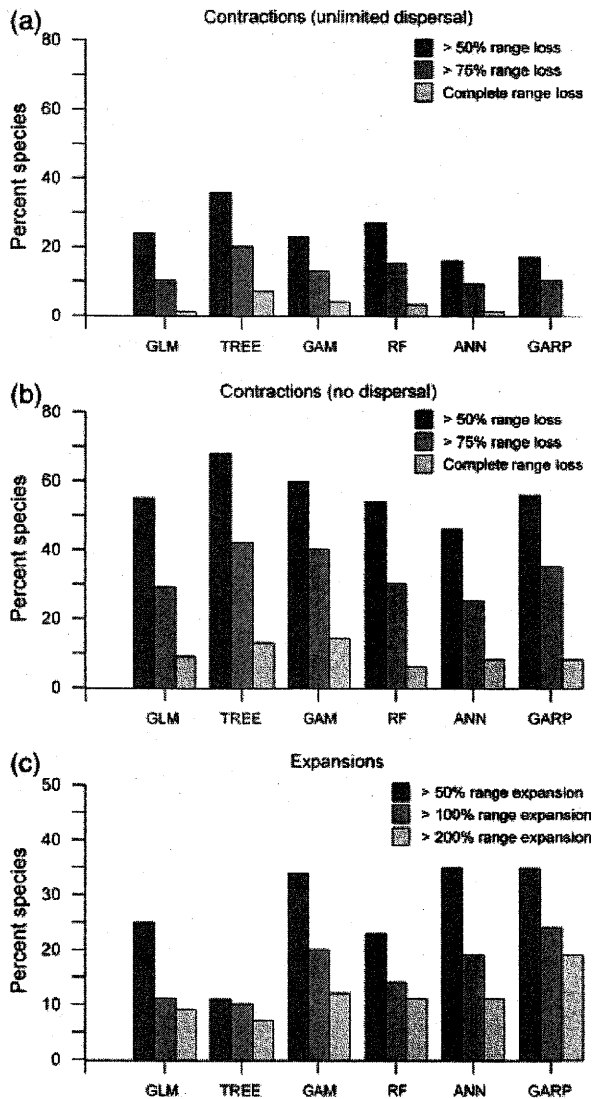 (a)
Contractions (unlimited dispersal)
80
> 50% range loss
> 75% range loss
Complete range loss
60
40
20
0
Percent species
GLM TREE GAM RF ANN GARP
(b)
Contractions (no dispersal)
80
> 50% range loss
> 75% range loss
Complete range loss
60
40
20
0
Percent species
GLM TREE GAM RF ANN GARP
(c)
Expansions
50
> 50% range expansion
> 100% range expansion
> 200% range expansion
40
30
20
10
0
Percent species
GLM TREE GAM RF ANN GARP